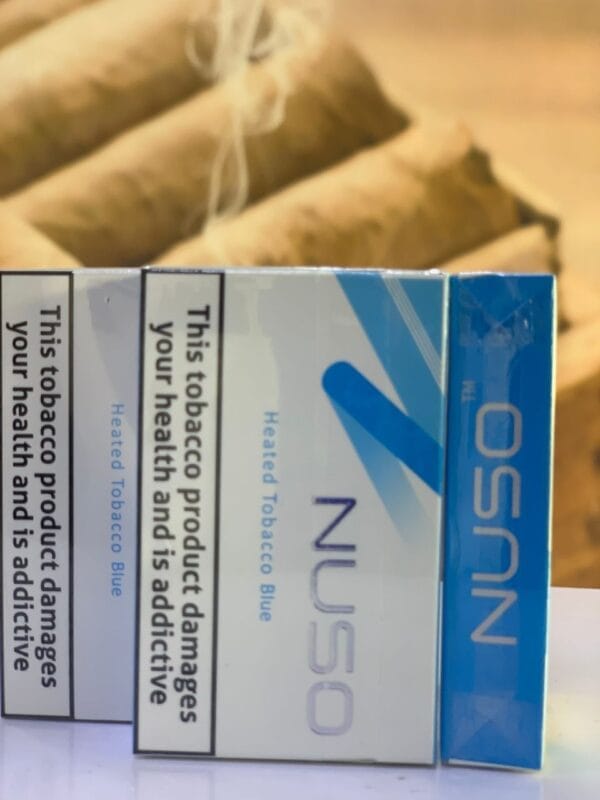 This tobacco product damages
your health and is addictive
Heated Tobacco Blue
This tobacco product damages
your health and is addictive
Heated Tobacco Blue
NUSO
NUSO
TM